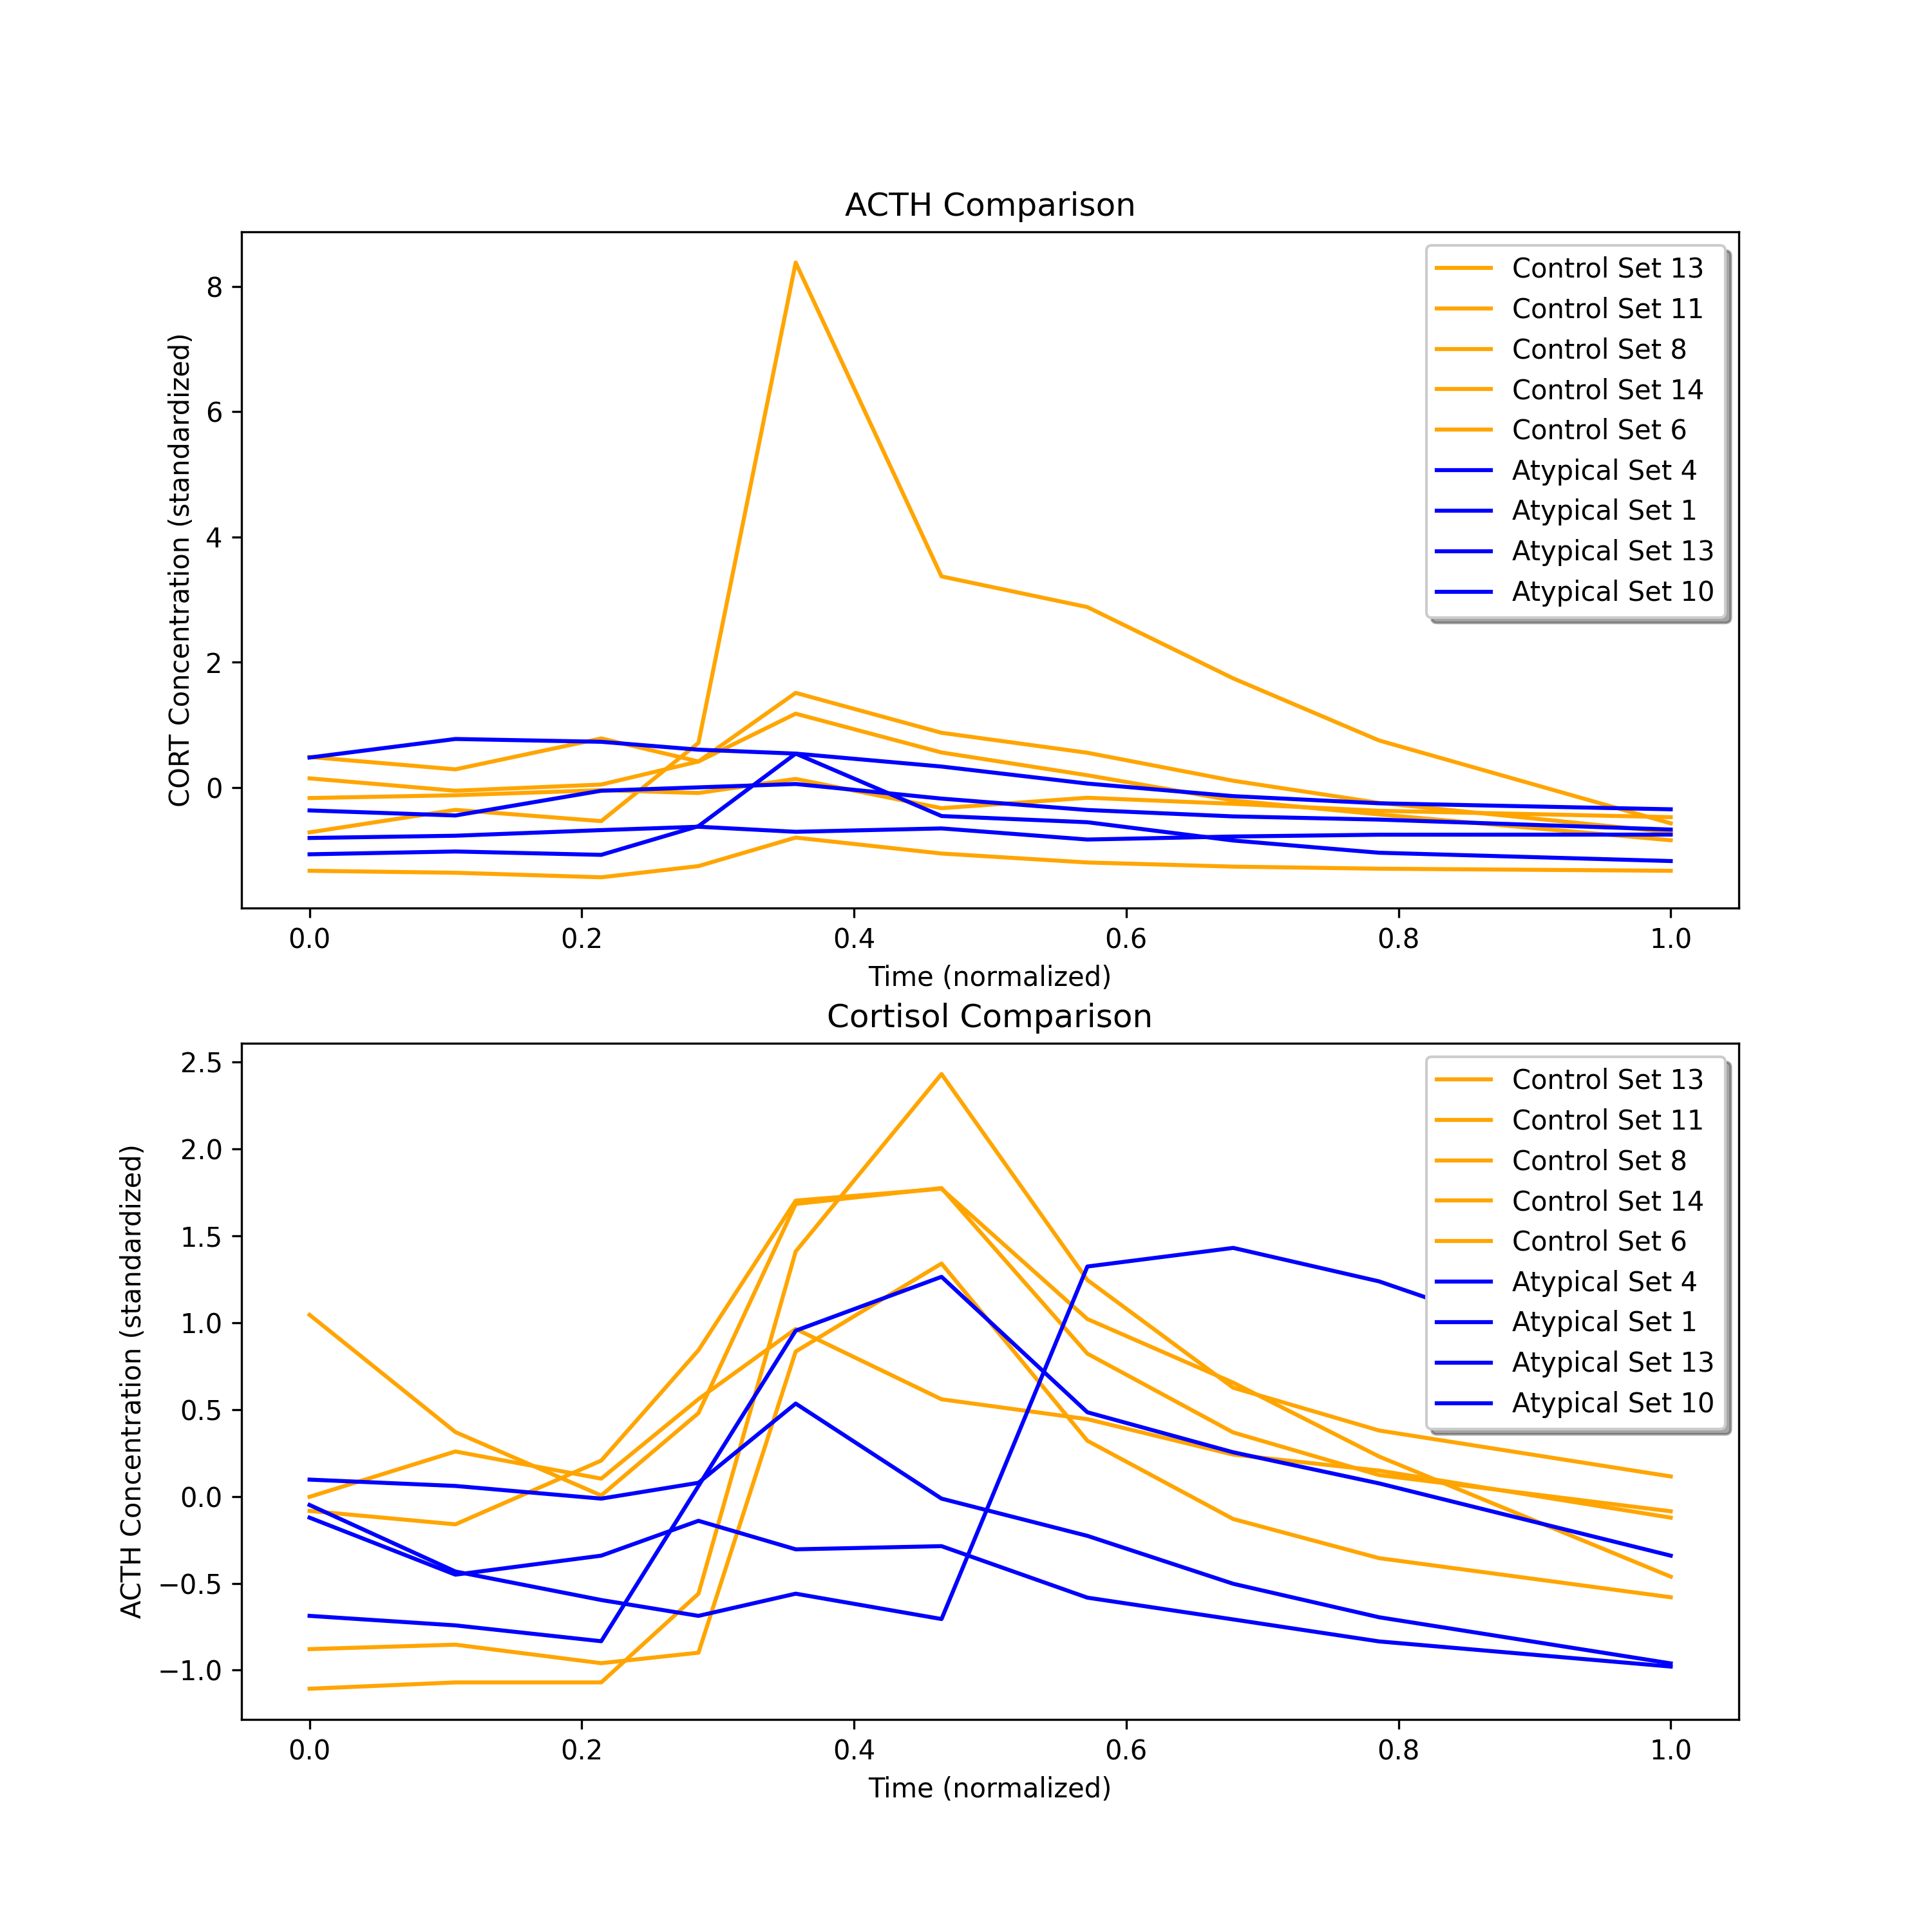 ACTH Comparison
CORT Concentration (standardized)
8
6
4
2
0
Control Set 13
Control Set 11
Control Set 8
Control Set 14
Control Set 6
Atypical Set 4
Atypical Set 1
Atypical Set 13
Atypical Set 10
0.0 0.2 0.4 0.6 0.8 1.0
Time (normalized)
Cortisol Comparison
ACTH Concentration (standardized)
2.5
2.0
1.5
1.0
0.5
0.0
−0.5
−1.0
Control Set 13
Control Set 11
Control Set 8
Control Set 14
Control Set 6
Atypical Set 4
Atypical Set 1
Atypical Set 13
Atypical Set 10
0.0 0.2 0.4 0.6 0.8 1.0
Time (normalized)